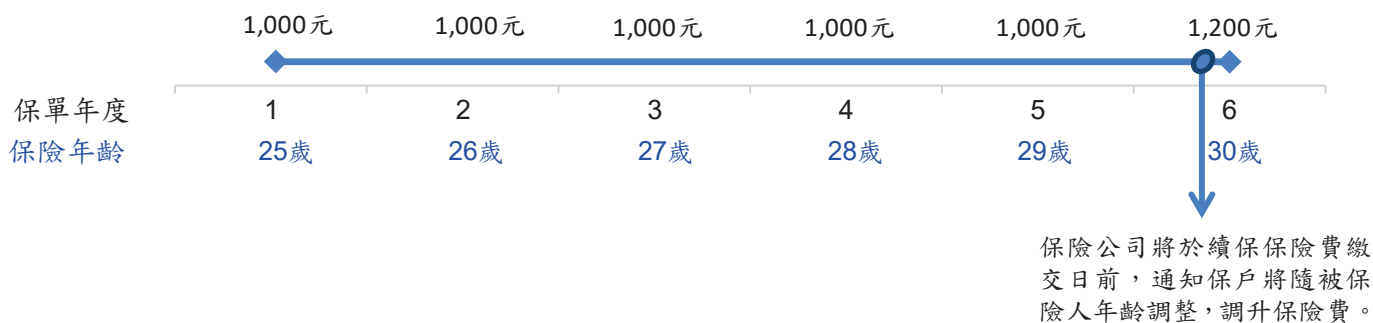 1,000元 1,000元 1,000元 1,000元 1,000元 1,200元
保單年度 1 2 3 4 5 6
保險年齡 25歲 26歲 27歲 28歲 29歲 30歲
保險公司將於續保保險費繳
交日前，通知保戶將隨被保
險人年齡調整，調升保險費。